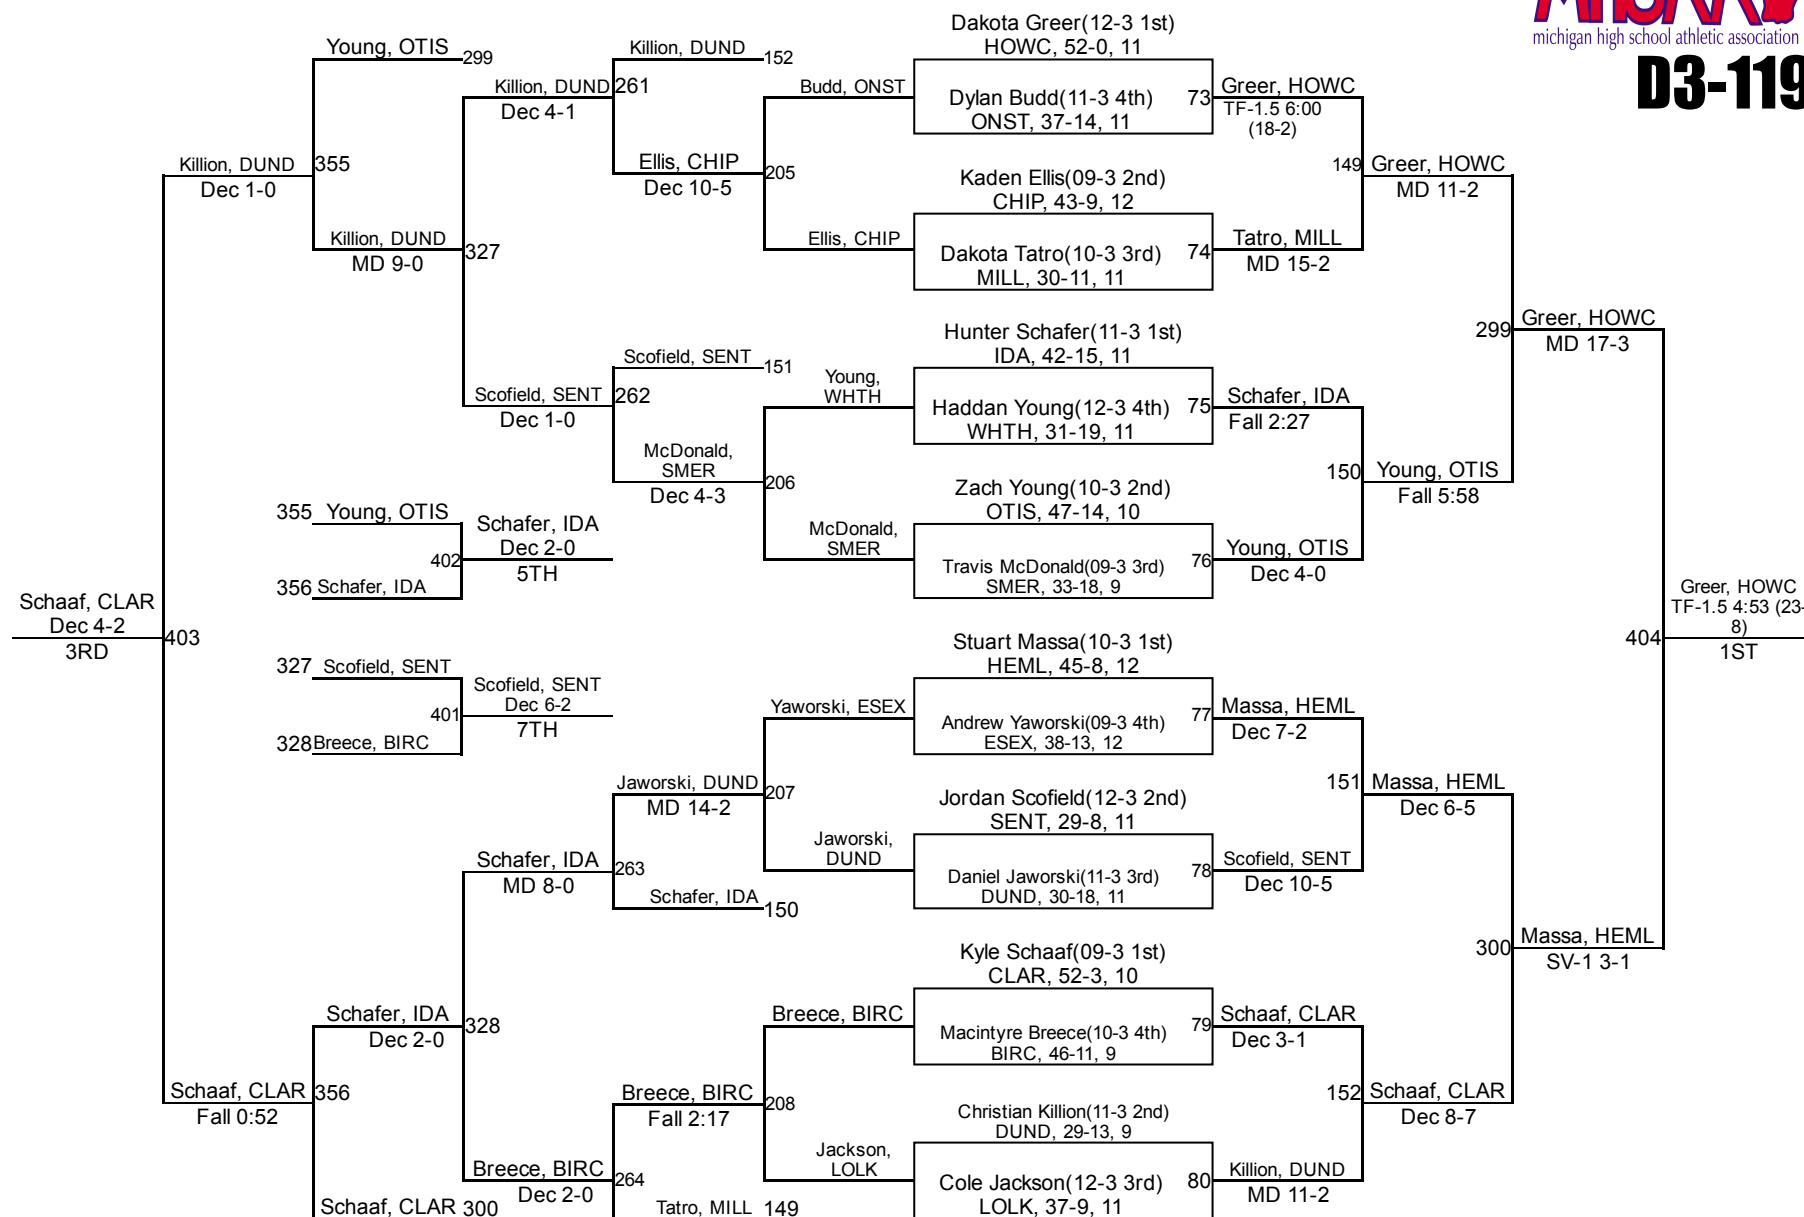 MHSAA
michigan high school athletic association
D3-119
Young, OTIS
299
Killion, DUND
Dec 1-0
355
Killion, DUND
MD 9-0
Killion, DUND
Dec 4-1
261
Killion, DUND
152
Ellis, CHIP
Dec 10-5
205
Budd, ONST
Ellis, CHIP
327
Scofield, SENT
Dec 1-0
262
Scofield, SENT
151
McDonald,
SMER
Dec 4-3
206
Young,
WHTH
McDonald,
SMER
355 Young, OTIS
356 Schafer, IDA
402
Schafer, IDA
Dec 2-0
5TH
Schaaf, CLAR
Dec 4-2
3RD
403
327 Scofield, SENT
328 Breece, BIRC
401
Scofield, SENT
Dec 6-2
7TH
Jaworski, DUND
MD 14-2
207
Yaworski, ESEX
Jaworski,
DUND
Schafer, IDA
MD 8-0
263
Schafer, IDA
150
Schafer, IDA
Dec 2-0
328
Schaaf, CLAR
Fall 0:52
356
Breece, BIRC
Dec 2-0
264
Breece, BIRC
Fall 2:17
208
Breece, BIRC
Jackson,
LOLK
Schaaf, CLAR 300
Tatro, MILL 149
Dakota Greer(12-3 1st)
HOWC, 52-0, 11
Dylan Budd(11-3 4th)
ONST, 37-14, 11
73
Greer, HOWC
TF-1.5 6:00
(18-2)
Kaden Ellis(09-3 2nd)
CHIP, 43-9, 12
Dakota Tatro(10-3 3rd)
MILL, 30-11, 11
74
Tatro, MILL
MD 15-2
149
Greer, HOWC
MD 11-2
Hunter Schafer(11-3 1st)
IDA, 42-15, 11
Haddan Young(12-3 4th)
WHTH, 31-19, 11
75
Schafer, IDA
Fall 2:27
Zach Young(10-3 2nd)
OTIS, 47-14, 10
Travis McDonald(09-3 3rd)
SMER, 33-18, 9
76
Young, OTIS
Dec 4-0
150
Young, OTIS
Fall 5:58
299
Greer, HOWC
MD 17-3
Stuart Massa(10-3 1st)
HEML, 45-8, 12
Andrew Yaworski(09-3 4th)
ESEX, 38-13, 12
77
Massa, HEML
Dec 7-2
Jordan Scofield(12-3 2nd)
SENT, 29-8, 11
Daniel Jaworski(11-3 3rd)
DUND, 30-18, 11
78
Scofield, SENT
Dec 10-5
151
Massa, HEML
Dec 6-5
Kyle Schaaf(09-3 1st)
CLAR, 52-3, 10
Macintyre Breece(10-3 4th)
BIRC, 46-11, 9
79
Schaaf, CLAR
Dec 3-1
Christian Killion(11-3 2nd)
DUND, 29-13, 9
Cole Jackson(12-3 3rd)
LOLK, 37-9, 11
80
Killion, DUND
MD 11-2
152
Schaaf, CLAR
Dec 8-7
300
Massa, HEML
SV-1 3-1
404
Greer, HOWC
TF-1.5 4:53 (23-
8)
1ST